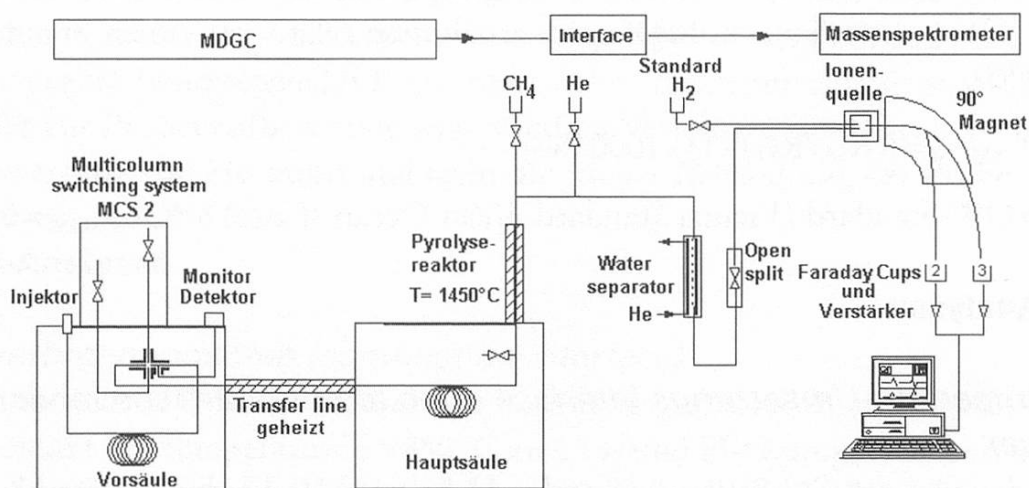 MDGC
Interface
Massenspektrometer
CH4
He
Standard
H2
Ionen-
quelle
90°
Magnet
Multicolumn
switching system
MCS 2
Injektor
Monitor
Detektor
Pyrolyse-
reaktor
T= 1450°C
Water
separator
He
Open
split
Faraday Cups
und
Verstärker
2
3
Transfer line
geheizt
Vorsäule
Hauptsäule